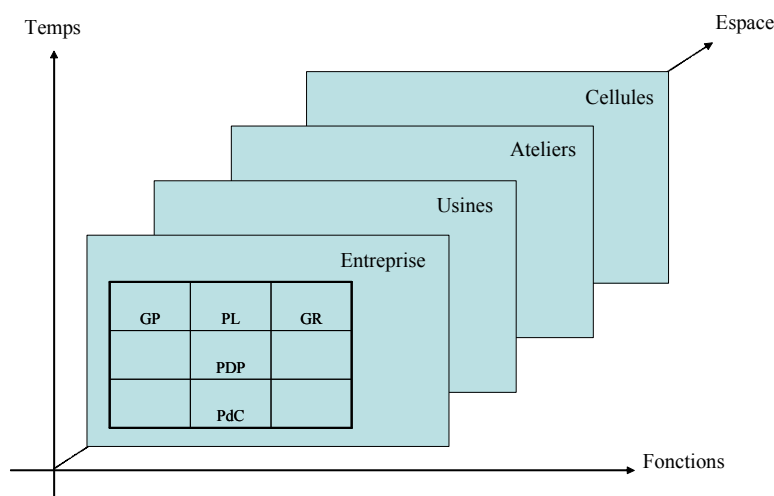 Espace
Temps
Cellules
Ateliers
Usines
Entreprise
GP PL GR
PDP
PdC
Fonctions